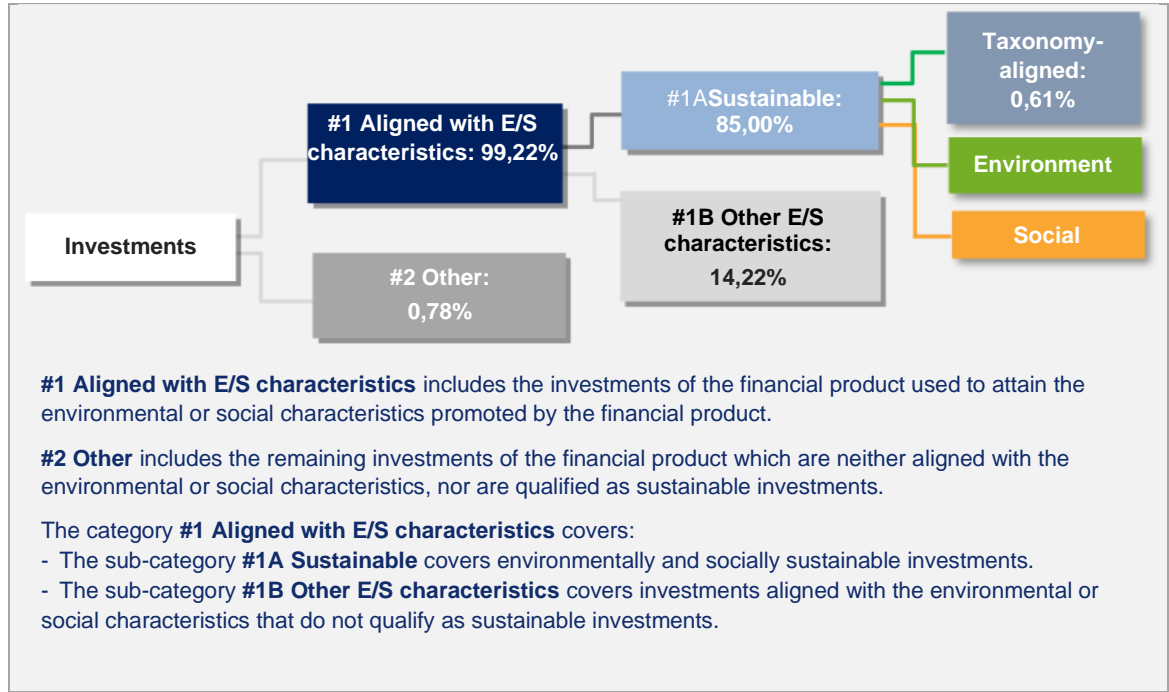 Taxonomy-
aligned:
0,61%
#1ASustainable:
85,00%
#1 Aligned with E/S
characteristics: 99,22%
Environment
#1B Other E/S
characteristics:
14,22%
Investments
Social
#2 Other:
0,78%
#1 Aligned with E/S characteristics includes the investments of the financial product used to attain the
environmental or social characteristics promoted by the financial product.
#2 Other includes the remaining investments of the financial product which are neither aligned with the
environmental or social characteristics, nor are qualified as sustainable investments.
The category #1 Aligned with E/S characteristics covers:
- The sub-category #1A Sustainable covers environmentally and socially sustainable investments.
- The sub-category #1B Other E/S characteristics covers investments aligned with the environmental or
social characteristics that do not qualify as sustainable investments.